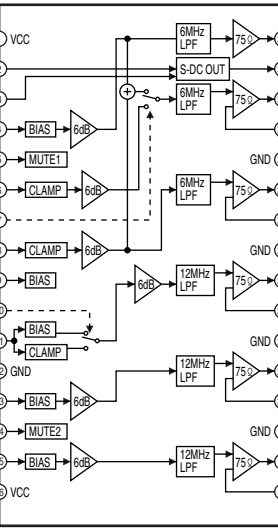 VCC
6MHz
LPF
75Ω
S-DC OUT
6MHz
LPF
75Ω
BIAS
6dB
MUTE1
GND
CLAMP
6dB
6MHz
LPF
75Ω
CLAMP
6dB
GND
BIAS
6dB
12MHz
LPF
75Ω
BIAS
CLAMP
GND
GND
12MHz
LPF
75Ω
BIAS
6dB
MUTE2
GND
BIAS
6dB
12MHz
LPF
75Ω
VCC